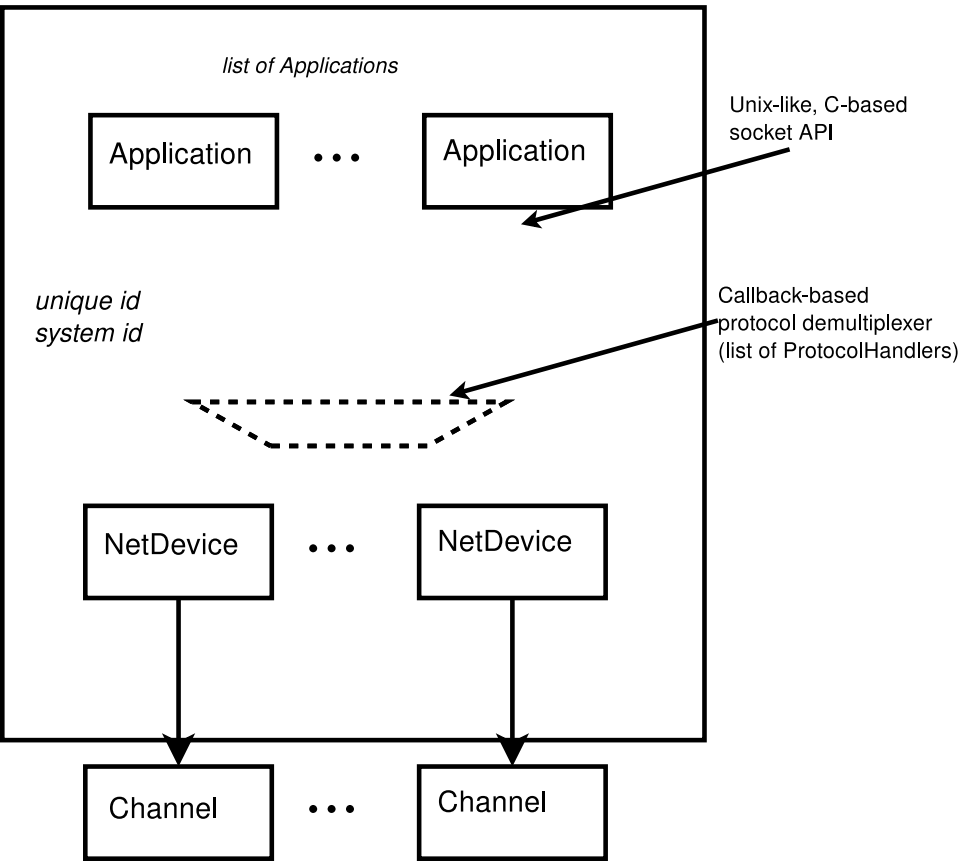 list of Applications
Unix-like, C-based
socket API
Application
• • •
Application
unique id
system id
Callback-based
protocol demultiplexer
(list of ProtocolHandlers)
NetDevice
• • •
NetDevice
Channel
• • •
Channel